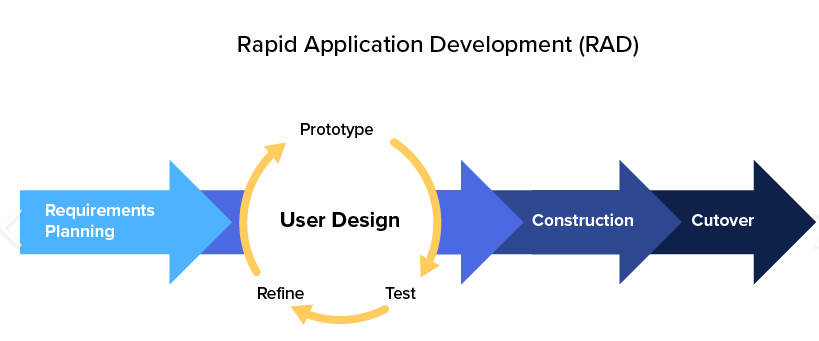 Rapid Application Development (RAD)
Prototype
Requirements
Planning
User Design
Construction
Cutover
Refine
Test